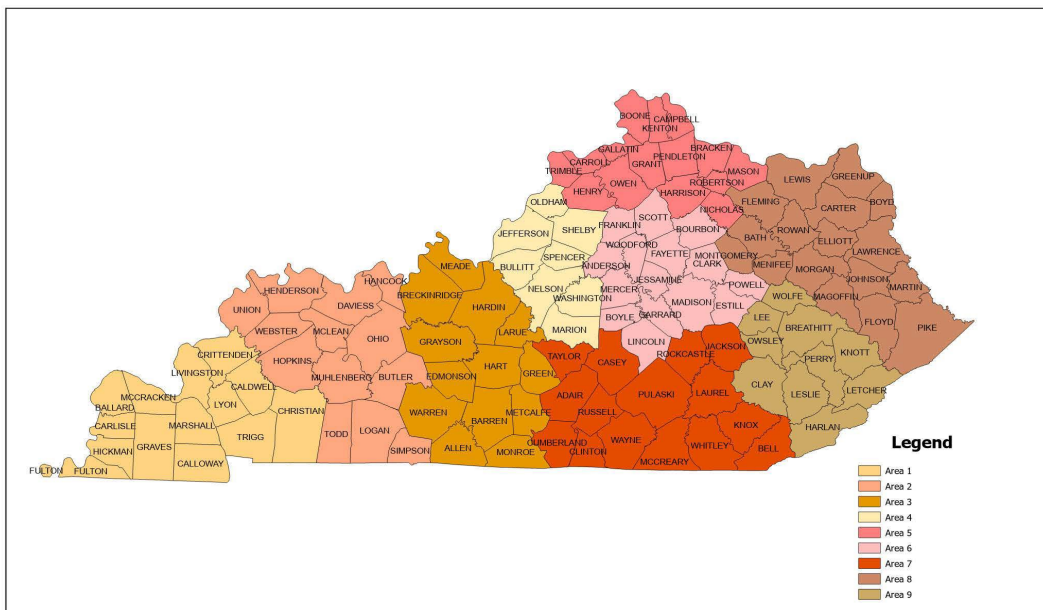 BOONE
CAMPBELL
KENTON
GALLATIN
BRACKEN
CARROLL
PENDLETON
GRANT
MASON
TRIMBLE
ROBERTSON
LEWIS
GREENUP
HENRY
OWEN
HARRISON
OLDHAM
FLEMING
BOYD
NICHOLAS
CARTER
SCOTT
FRANKLIN
BOURBON
JEFFERSON
SHELBY
ROWAN
BATH
ELLIOTT
WOODFORD
LAWRENCE
FAYETTE
MONTGOMERY
SPENCER
BULLITT
ANDERSON
CLARK
MENIFEE
MEADE
MORGAN
JOHNSON
JESSAMINE
HANCOCK
NELSON
MERCER
POWELL
MARTIN
HENDERSON
BRECKINRIDGE
WOLFE
MAGOFFIN
WASHINGTON
DAVIESS
HARDIN
MADISON
ESTILL
UNION
BOYLE
GARRARD
LEE
FLOYD
PIKE
BREATHITT
WEBSTER
MCLEAN
LARUE
MARION
OHIO
GRAYSON
LINCOLN
OWSLEY
JACKSON
CRITTENDEN
TAYLOR
ROCKCASTLE
KNOTT
HOPKINS
CASEY
PERRY
HART
GREEN
LIVINGSTON
MUHLENBERG
BUTLER
EDMONSON
CALDWELL
CLAY
LETCHER
ADAIR
PULASKI
LAUREL
LESLIE
MCCRACKEN
LYON
BALLARD
CHRISTIAN
WARREN
METCALFE
RUSSELL
BARREN
CARLISLE
MARSHALL
KNOX
HARLAN
TODD
LOGAN
TRIGG
GRAVES
HICKMAN
CUMBERLAND
WAYNE
WHITLEY
SIMPSON
ALLEN
MONROE
CLINTON
BELL
MCCREARY
CALLOWAY
FULTON
FULTON
Legend
Area 1
Area 2
Area 3
Area 4
Area 5
Area 6
Area 7
Area 8
Area 9